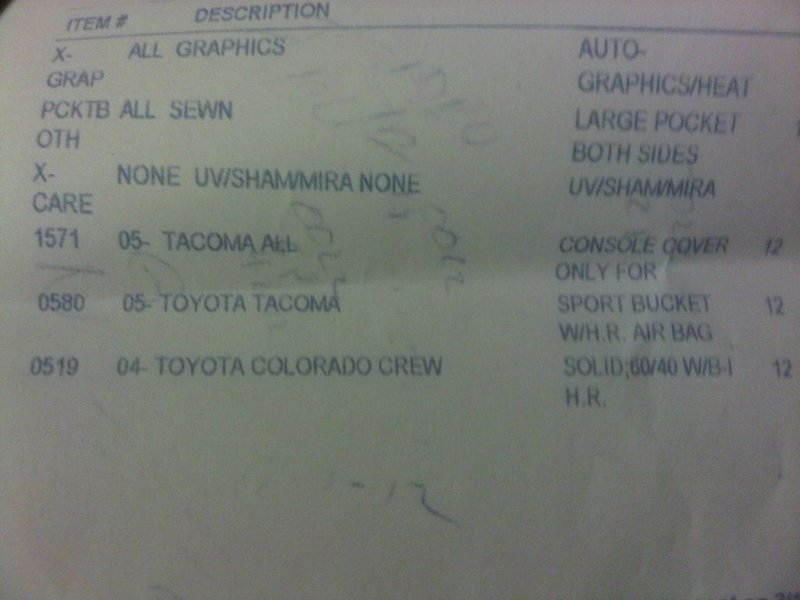 ITEM # DESCRIPTION
X- ALL GRAPHICS AUTO-
GRAP GRAPHICS/HEAT
PCKTB ALL SEWN LARGE POCKET
OTH BOTH SIDES
X- NONE UV/SHAM/MIRA NONE UV/SHAM/MIRA
CARE
1571 05- TACOMA ALL CONSOLE COVER 12
ONLY FOR
0580 05- TOYOTA TACOMA SPORT BUCKET 12
W/H.R. AIR BAG
0519 04- TOYOTA COLORADO CREW SOLID;60/40 W/B-I 12
H.R.